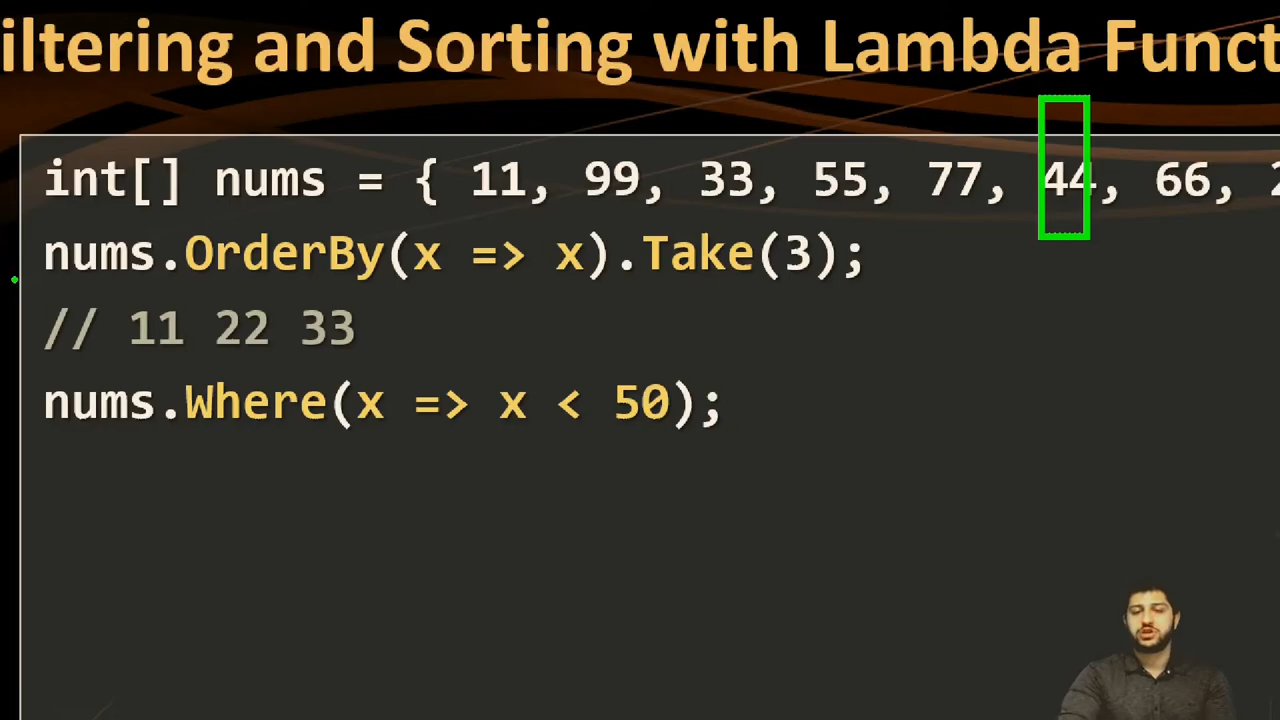 iltering and Sorting with Lambda Funct
int[] nums = { 11, 99, 33, 55, 77, 44, 66, 2
nums.OrderBy(x => x).Take(3);
// 11 22 33
nums.Where(x => x < 50);